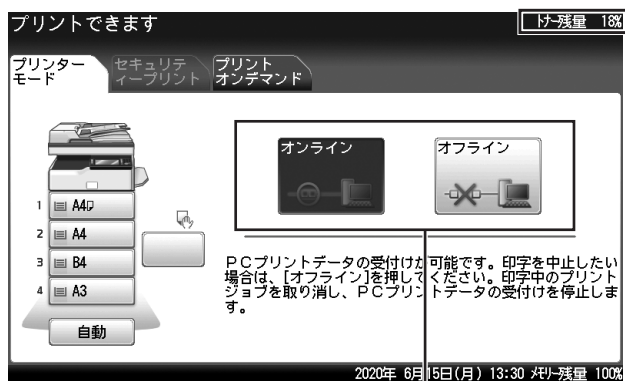 プリントできます
ﾄﾅｰ残量 18%
プリンター
モード
セキュリテ
ィープリント
プリント
オンデマンド
オンライン
オフライン
1 A4
2 A4
3 B4
4 A3
自動
PCプリントデータの受付けが可能です。印字を中止したい
場合は、[オフライン]を押してください。印字中のプリント
ジョブを取り消し、PCプリントデータの受付けを停止しま
す。
2020年 6月15日(月) 13:30 ﾒﾓﾘｰ残量 100%